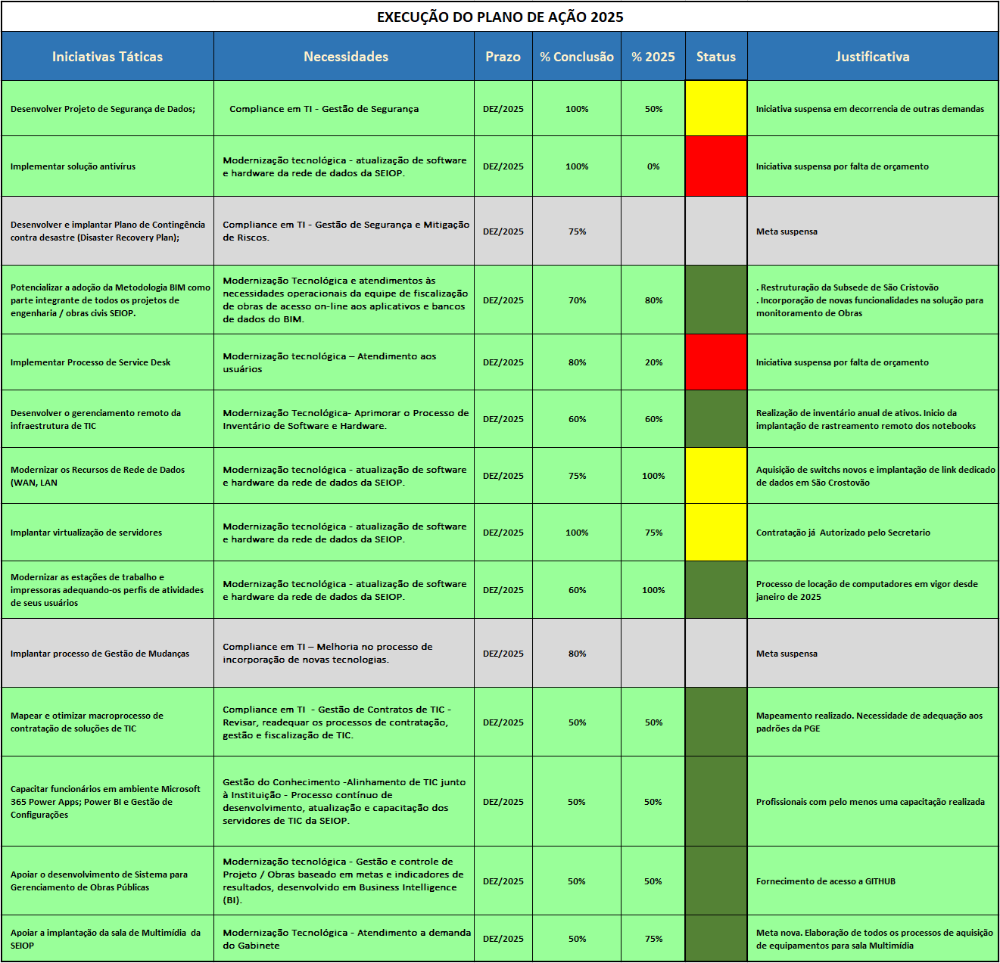 EXECUÇÃO DO PLANO DE AÇÃO 2025
Iniciativas Táticas
Necessidades
Prazo
% Conclusão
% 2025
Status
Justificativa
Desenvolver Projeto de Segurança de Dados;
Compliance em TI - Gestão de Segurança
DEZ/2025
100%
50%
Iniciativa suspensa em decorrencia de outras demandas
Implementar solução antivírus
Modernização tecnológica - atualização de software
e hardware da rede de dados da SEIOP.
DEZ/2025
100%
0%
Iniciativa suspensa por falta de orçamento
Desenvolver e implantar Plano de Contingência
contra desastre (Disaster Recovery Plan);
Compliance em TI - Gestão de Segurança e Mitigação
de Riscos.
DEZ/2025
75%
Meta suspensa
Potencializar a adoção da Metodologia BIM como
parte integrante de todos os projetos de
engenharia / obras civis SEIOP.
Modernização Tecnológica e atendimentos às
necessidades operacionais da equipe de fiscalização
de obras de acesso on-line aos aplicativos e bancos
de dados do BIM.
DEZ/2025
70%
80%
. Restruturação da Subsede de São Cristovão
. Incorporação de novas funcionalidades na solução para
monitoramento de Obras
Implementar Processo de Service Desk
Modernização tecnológica – Atendimento aos
usuários
DEZ/2025
80%
20%
Iniciativa suspensa por falta de orçamento
Desenvolver o gerenciamento remoto da
infraestrutura de TIC
Modernização Tecnológica- Aprimorar o Processo de
Inventário de Software e Hardware.
DEZ/2025
60%
60%
Realização de inventário anual de ativos. Inicio da
implantação de rastreamento remoto dos notebooks
Modernizar os Recursos de Rede de Dados
(WAN, LAN
Modernização tecnológica - atualização de software
e hardware da rede de dados da SEIOP.
DEZ/2025
75%
100%
Aquisição de switchs novos e implantação de link dedicado
de dados em São Crostovão
Implantar virtualização de servidores
Modernização tecnológica - atualização de software
e hardware da rede de dados da SEIOP.
DEZ/2025
100%
75%
Contratação já  Autorizado pelo Secretario
Modernizar as estações de trabalho e
impressoras adequando-os perfis de atividades
de seus usuários
Modernização tecnológica - atualização de software
e hardware da rede de dados da SEIOP.
DEZ/2025
60%
100%
Processo de locação de computadores em vigor desde
janeiro de 2025
Implantar processo de Gestão de Mudanças
Compliance em TI – Melhoria no processo de
incorporação de novas tecnologias.
DEZ/2025
80%
Meta suspensa
Mapear e otimizar macroprocesso de
contratação de soluções de TIC
Compliance em TI  - Gestão de Contratos de TIC -
Revisar, readequar os processos de contratação,
gestão e fiscalização de TIC.
DEZ/2025
50%
50%
Mapeamento realizado. Necessidade de adequação aos
padrões da PGE
Capacitar funcionários em ambiente Microsoft
365 Power Apps; Power BI e Gestão de
Configurações
Gestão do Conhecimento -Alinhamento de TIC junto
à Instituição - Processo contínuo de
desenvolvimento, atualização e capacitação dos
servidores de TIC da SEIOP.
DEZ/2025
50%
50%
Profissionais com pelo menos uma capacitação realizada
Apoiar o desenvolvimento de Sistema para
Gerenciamento de Obras Públicas
Modernização tecnológica - Gestão e controle de
Projeto / Obras baseado em metas e indicadores de
resultados, desenvolvido em Business Intelligence
(BI).
DEZ/2025
50%
50%
Fornecimento de acesso a GITHUB
Apoiar a implantação da sala de Multimídia  da
SEIOP
Modernização Tecnológica - Atendimento a demanda
do Gabinete
DEZ/2025
50%
75%
Meta nova. Elaboração de todos os processos de aquisição
de equipamentos para sala Multimídia